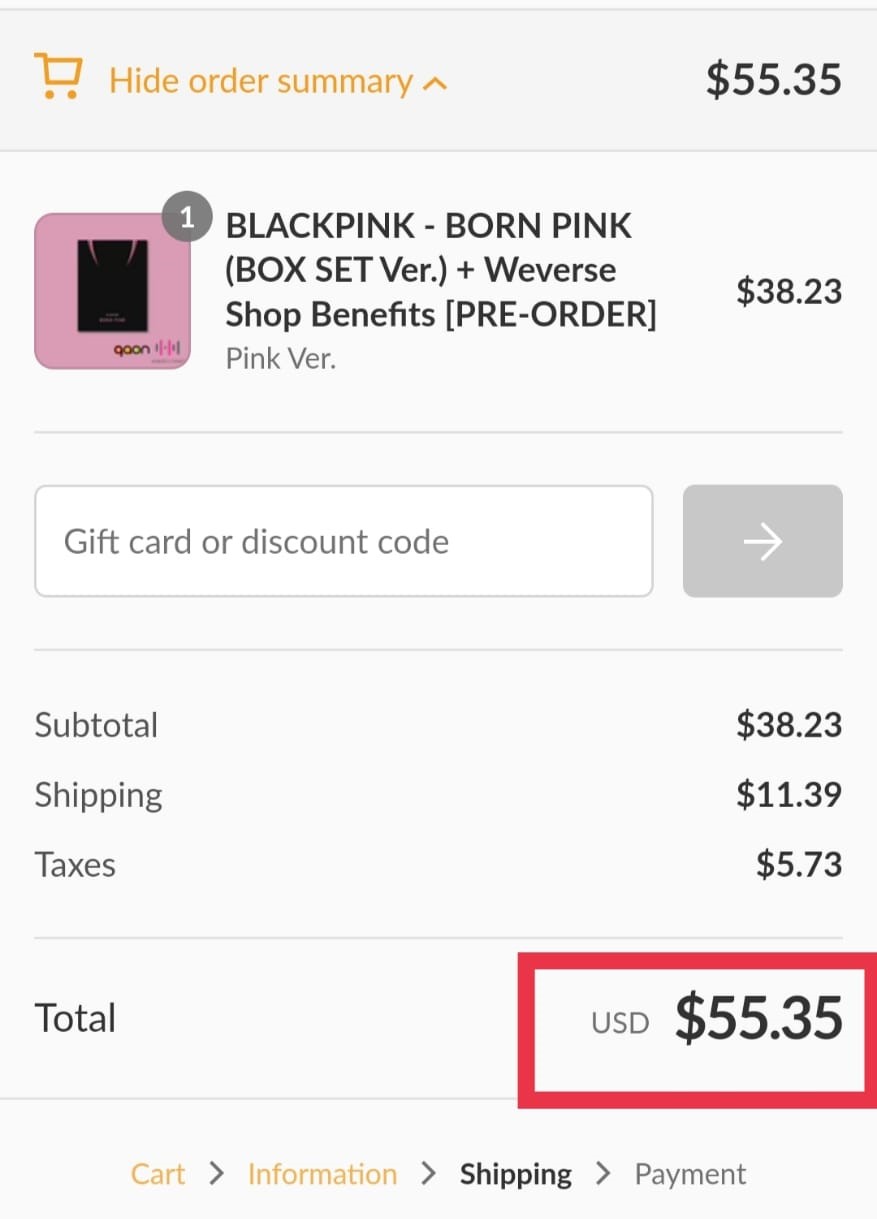 Hide order summary
$55.35
1
BLACKPINK - BORN PINK
(BOX SET Ver.) + Weverse
Shop Benefits [PRE-ORDER]
Pink Ver.
$38.23
qaon
Gift card or discount code
Subtotal $38.23
Shipping $11.39
Taxes $5.73
Total USD $55.35
Cart > Information > Shipping > Payment